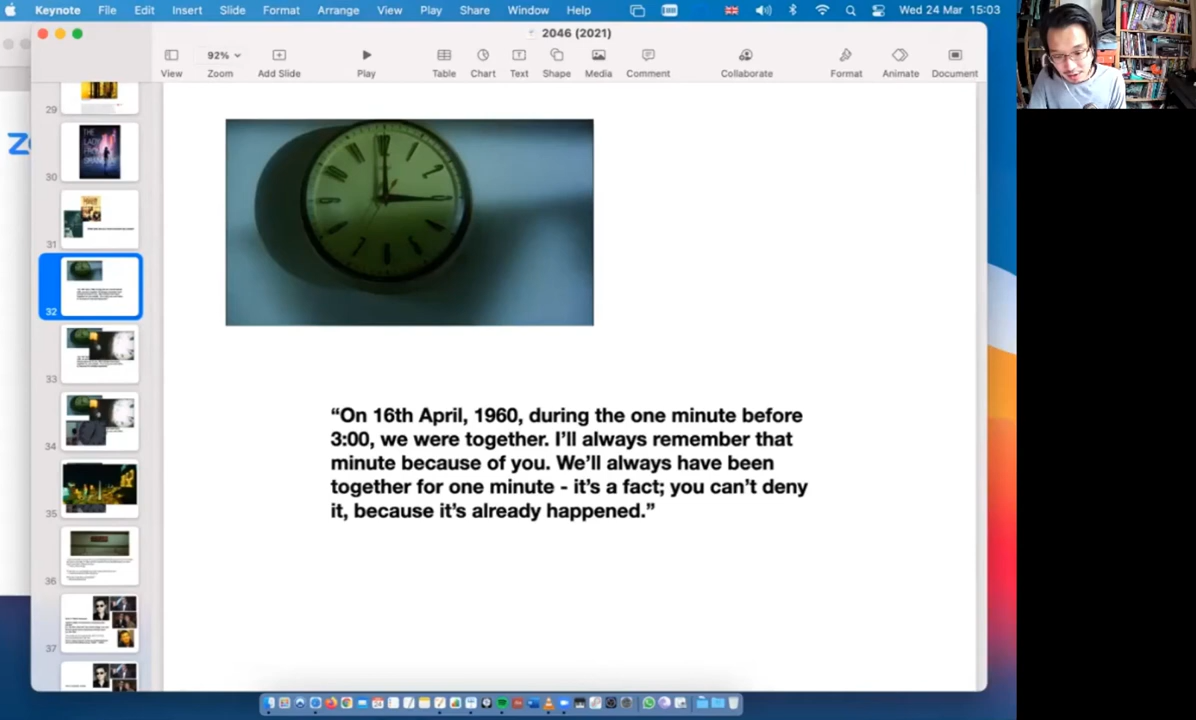 Keynote File Edit Insert Slide Format Arrange View Play Share Window Help Wed 24 Mar 15:03
2046 (2021)
92%
View Zoom Add Slide Play Table Chart Text Shape Media Comment Collaborate Format Animate Document
29
THE
LADY
FROM
30
31
32
33
34
35
36
37
“On 16th April, 1960, during the one minute before
3:00, we were together. I’ll always remember that
minute because of you. We’ll always have been
together for one minute - it’s a fact; you can’t deny
it, because it’s already happened.”